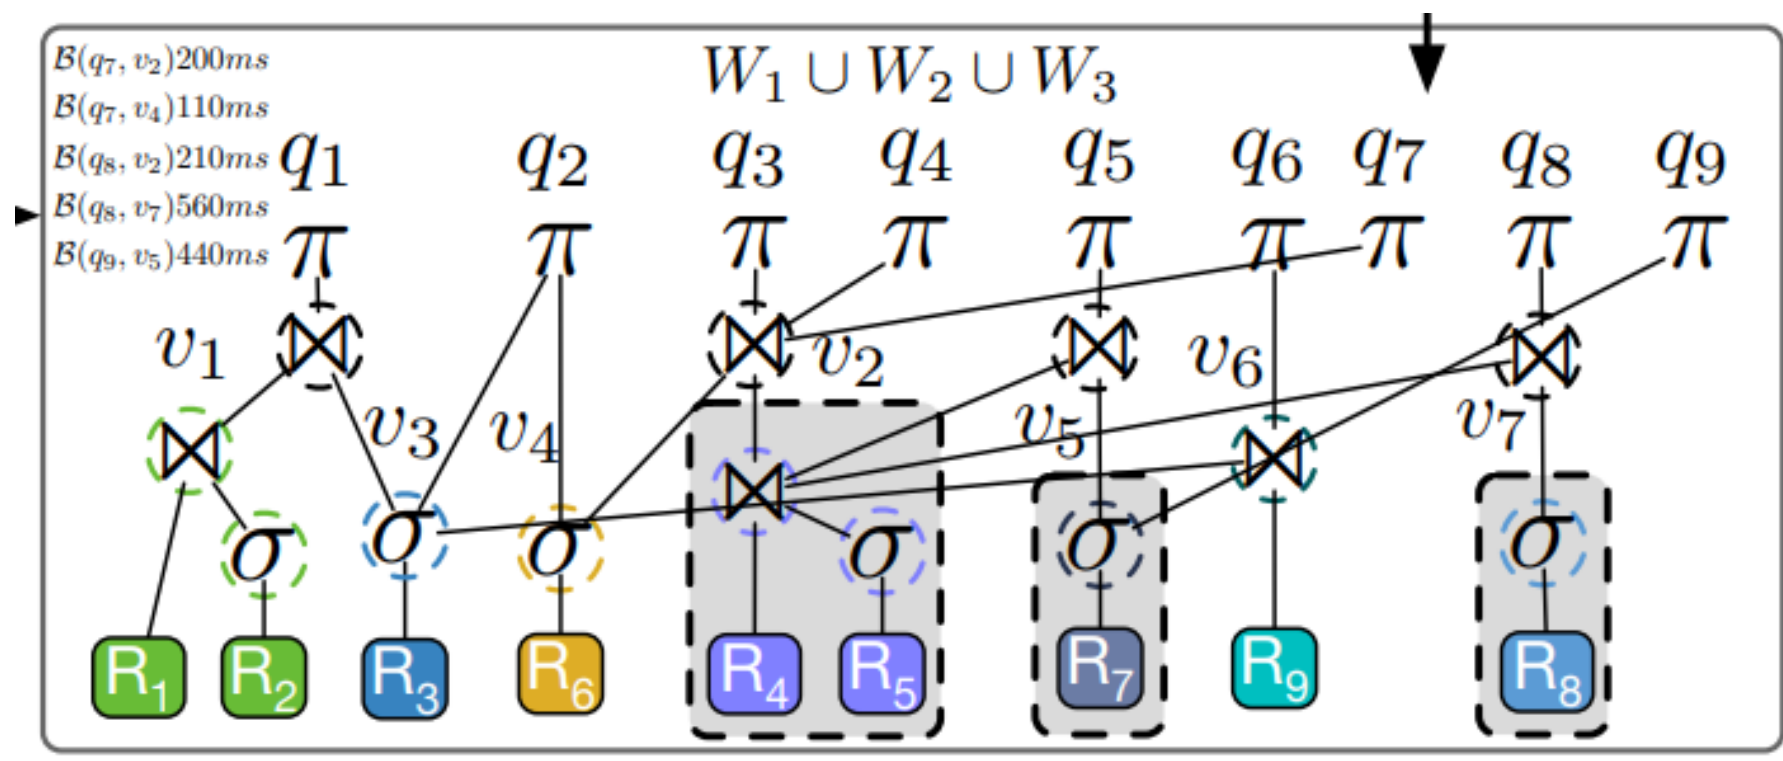 B(q7, v2)200ms
W1 ∪ W2 ∪ W3
B(q7, v4)110ms
B(q8, v2)210ms
q1 q2 q3 q4 q5 q6 q7 q8 q9
B(q8, v7)560ms
B(q9, v5)440ms
π π π π π π π π π
⋈ ⋈ ⋈ ⋈
v1 v2 v6
v3 v4 v5 v7
⋈ ⋈ ⋈
σ σ σ σ σ σ
R1 R2 R3 R6 R4 R5 R7 R9 R8